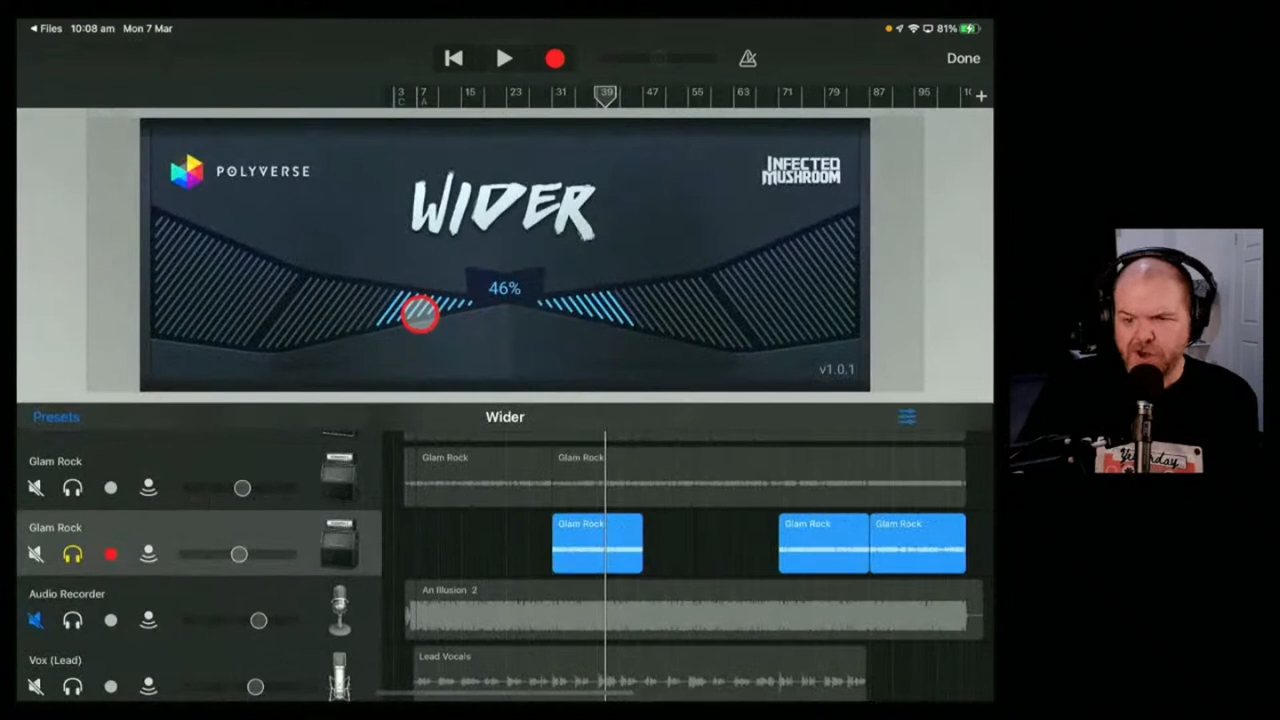 Files 10:08 am Mon 7 Mar
81%
Done
3 7 15 23 31 39 47 55 63 71 79 87 95
C A
POLYVERSE
INFECTED
MUSHROOM
WIDER
46%
v1.0.1
Presets
Wider
Glam Rock
Glam Rock
Glam Rock
Glam Rock
Glam Rock
Glam Rock
Glam Rock
Audio Recorder
An Illusion 2
Vox (Lead)
Lead Vocals